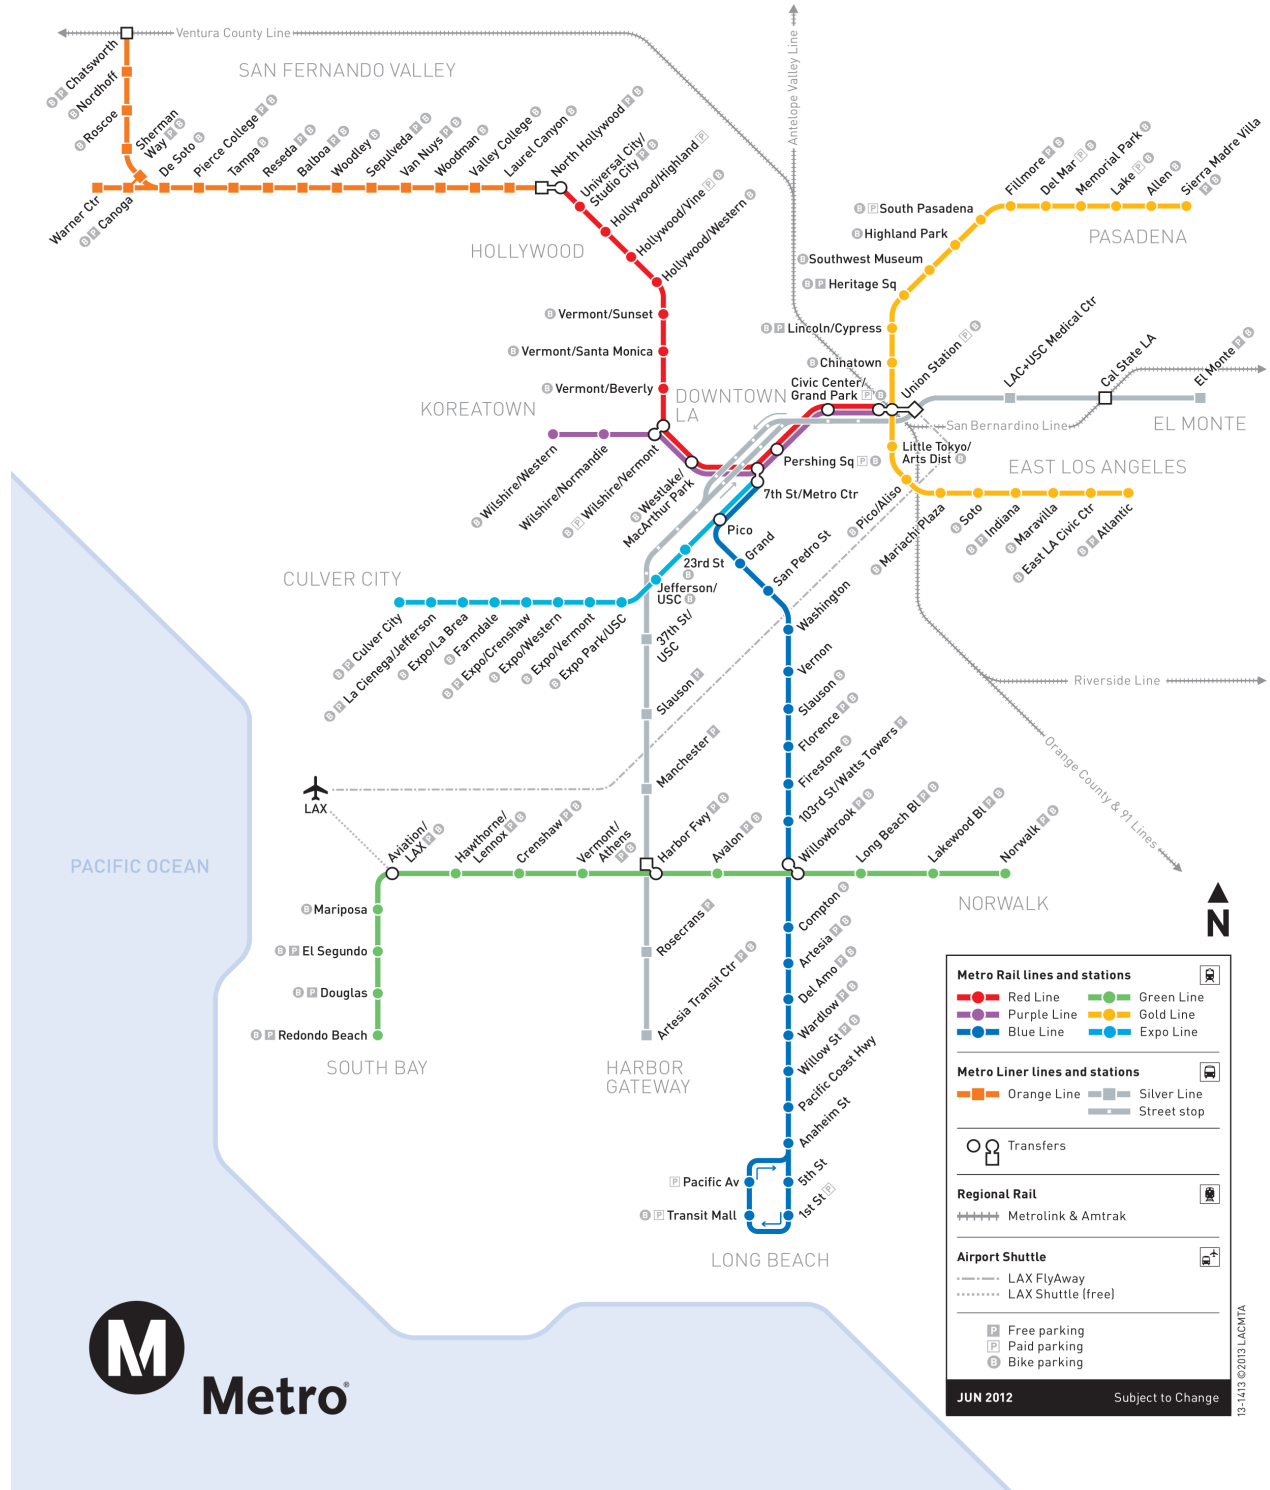 Ventura County Line
Antelope Valley Line
SAN FERNANDO VALLEY
B P Chatsworth
B Nordhoff
B Roscoe
Sherman
Way P B
De Soto B
Pierce College P B
Tampa B
Reseda P B
Balboa P B
Woodley B
Sepulveda P B
Van Nuys P B
Woodman B
Valley College B
Laurel Canyon B
North Hollywood P B
Warner Ctr
B P Canoga
Universal City/
Studio City P B
Hollywood/Highland P
Hollywood/Vine P B
Hollywood/Western B
HOLLYWOOD
B Vermont/Sunset
B Vermont/Santa Monica
B Vermont/Beverly
Fillmore P B
Del Mar P B
Memorial Park B
Lake P B
Allen B
Sierra Madre Villa
P B
PASADENA
B P South Pasadena
B Highland Park
B Southwest Museum
B P Heritage Sq
B P Lincoln/Cypress
B Chinatown
Union Station P B
LAC+USC Medical Ctr
Cal State LA
El Monte P B
EL MONTE
San Bernardino Line
Civic Center/
Grand Park P B
DOWNTOWN
LA
KOREATOWN
B Wilshire/Western
Wilshire/Normandie
B P Wilshire/Vermont
B Westlake/
MacArthur Park
Pershing Sq P B
7th St/Metro Ctr
Little Tokyo/
Arts Dist B
EAST LOS ANGELES
B Pico/Aliso
B Mariachi Plaza
B Soto
B P Indiana
B Maravilla
B East LA Civic Ctr
B P Atlantic
Pico
Grand
San Pedro St
Washington
Vernon
Slauson B
Florence P B
Firestone B
103rd St/Watts Towers P
CULVER CITY
23rd St
B
Jefferson/
USC B
B P Culver City
B P La Cienega/Jefferson
B Expo/La Brea
B Farmdale
B P Expo/Crenshaw
B Expo/Western
B Expo/Vermont
B Expo Park/USC
37th St/
USC
Slauson P
Manchester P
Riverside Line
Orange County & 91 Lines
LAX
Aviation/
LAX P B
Hawthorne/
Lennox P B
Crenshaw P B
Vermont/
Athens
P B
Harbor Fwy P B
Avalon P B
Willowbrook P B
Long Beach Bl P B
Lakewood Bl P B
Norwalk P B
NORWALK
PACIFIC OCEAN
B Mariposa
B P El Segundo
B P Douglas
B P Redondo Beach
SOUTH BAY
Rosecrans P
Artesia Transit Ctr P B
HARBOR
GATEWAY
Compton B
Artesia P B
Del Amo P B
Wardlow P B
Willow St P B
Pacific Coast Hwy
Anaheim St
P Pacific Av
5th St
B P Transit Mall
1st St P
LONG BEACH
N
Metro Rail lines and stations
Red Line
Green Line
Purple Line
Gold Line
Blue Line
Expo Line
Metro Liner lines and stations
Orange Line
Silver Line
Street stop
Transfers
Regional Rail
Metrolink & Amtrak
Airport Shuttle
LAX FlyAway
LAX Shuttle (free)
P Free parking
P Paid parking
B Bike parking
JUN 2012
Subject to Change
13-1413 ©2013 LACMTA
M
Metro®